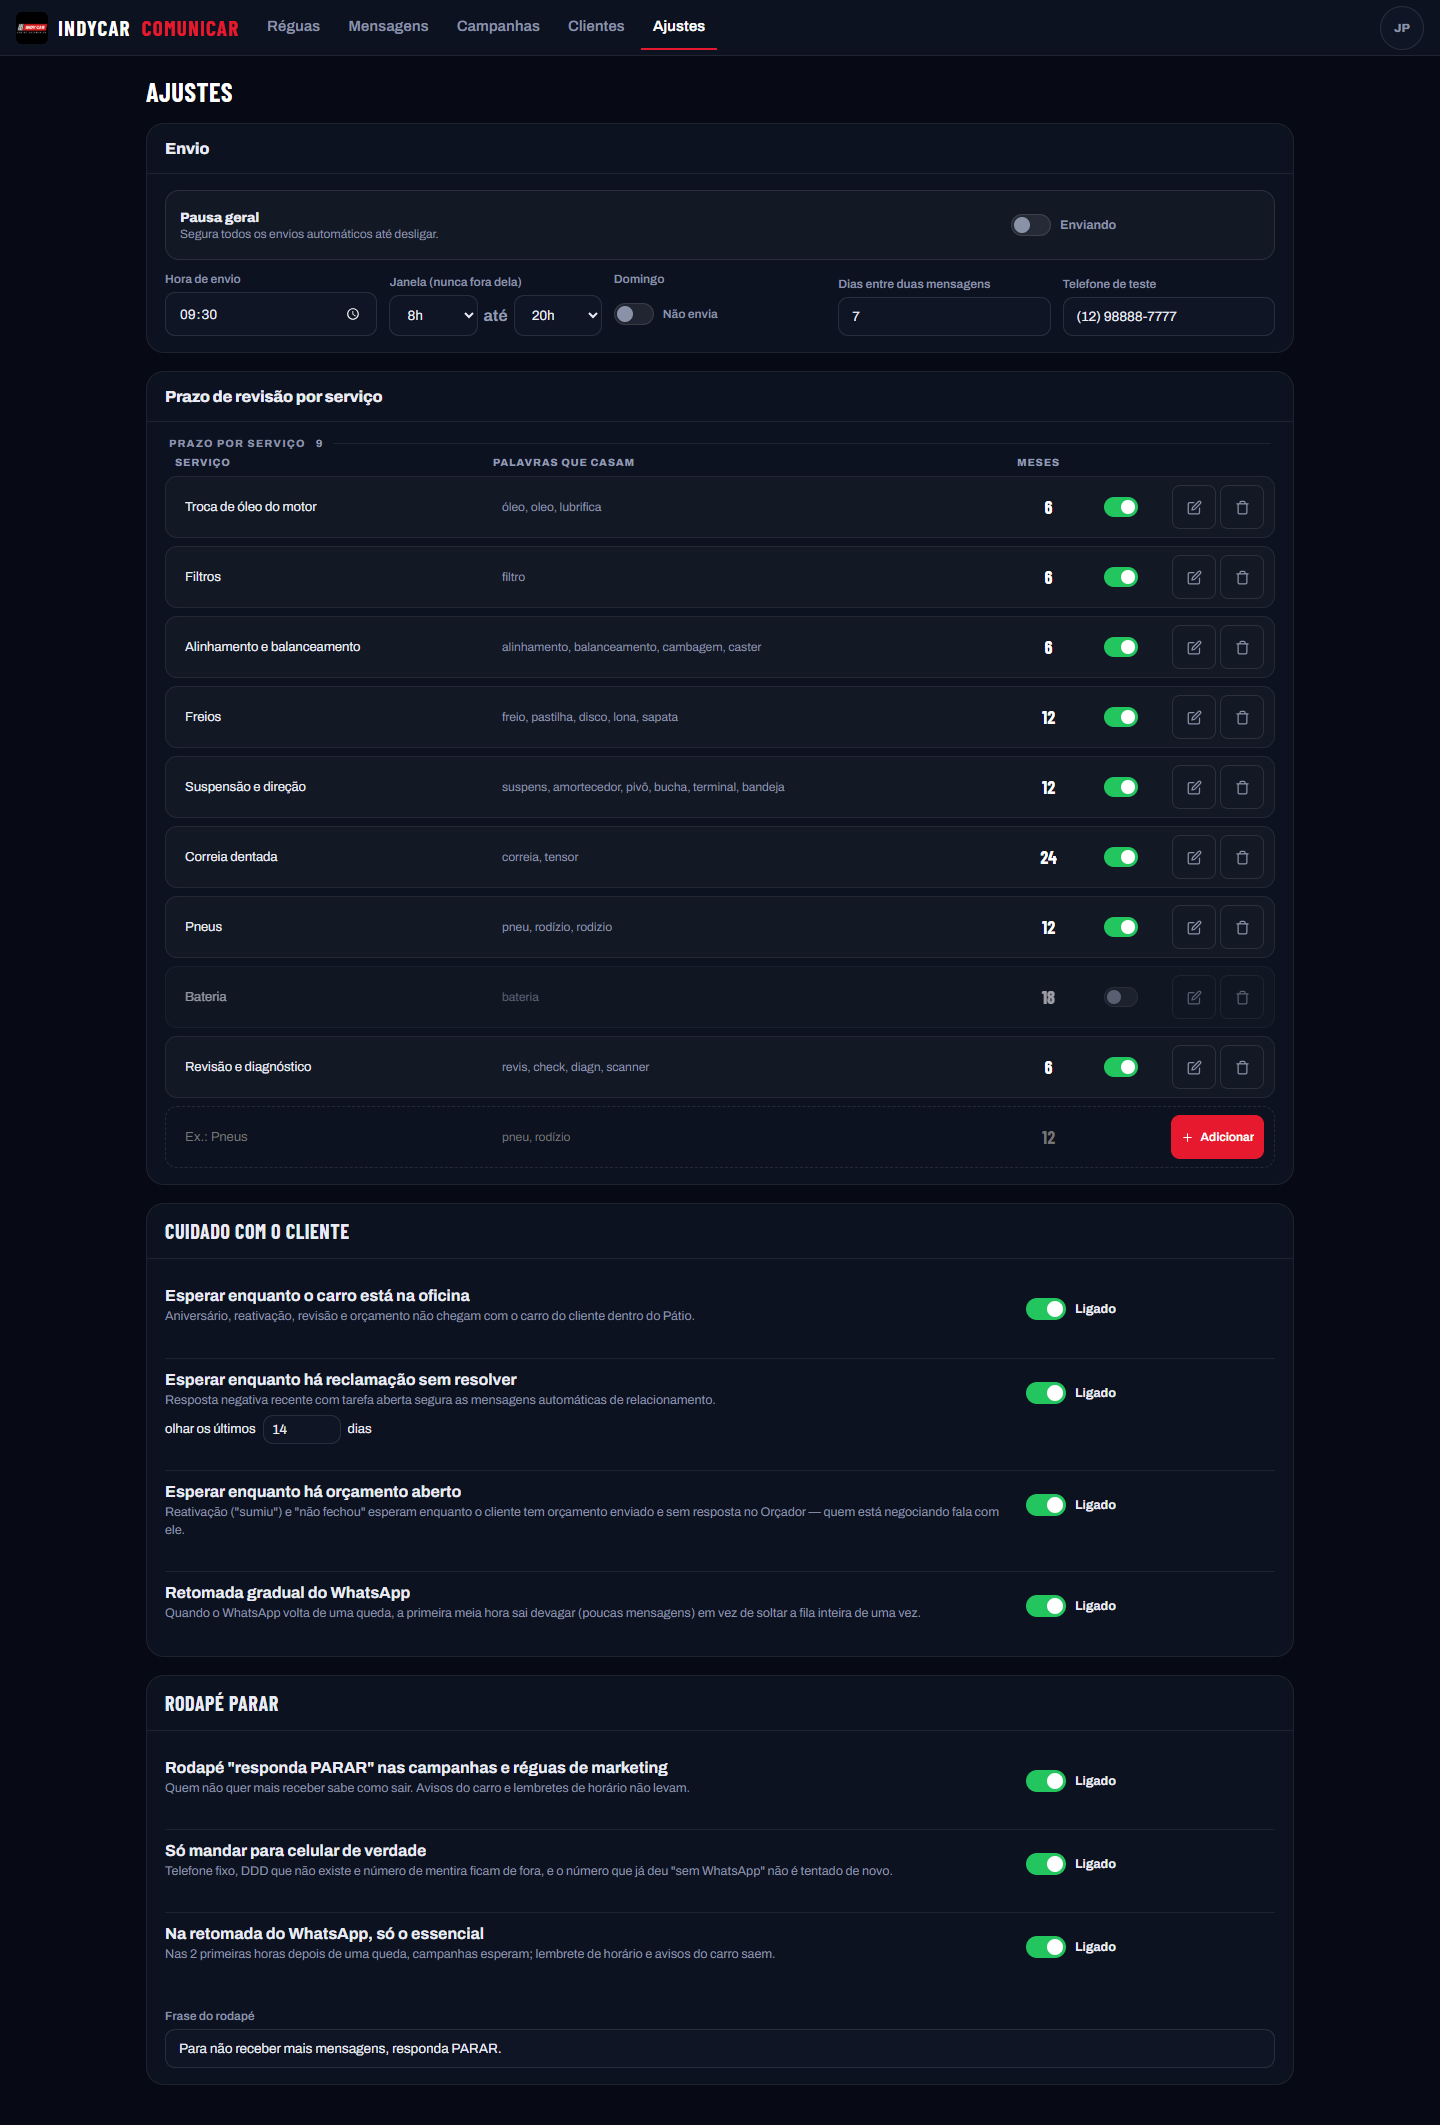 INDYCAR COMUNICAR Réguas Mensagens Campanhas Clientes Ajustes JP
AJUSTES
Envio
Pausa geral
Segura todos os envios automáticos até desligar.
Enviando
Hora de envio
09:30
Janela (nunca fora dela)
8h até 20h
Domingo
Não envia
Dias entre duas mensagens
7
Telefone de teste
(12) 98888-7777
Prazo de revisão por serviço
PRAZO POR SERVIÇO 9
SERVIÇO PALAVRAS QUE CASAM MESES
Troca de óleo do motor óleo, oleo, lubrifica 6
Filtros filtro 6
Alinhamento e balanceamento alinhamento, balanceamento, cambagem, caster 6
Freios freio, pastilha, disco, lona, sapata 12
Suspensão e direção suspens, amortecedor, pivô, bucha, terminal, bandeja 12
Correia dentada correia, tensor 24
Pneus pneu, rodízio, rodizio 12
Bateria bateria 18
Revisão e diagnóstico revis, check, diagn, scanner 6
Ex.: Pneus pneu, rodízio 12 + Adicionar
CUIDADO COM O CLIENTE
Esperar enquanto o carro está na oficina
Aniversário, reativação, revisão e orçamento não chegam com o carro do cliente dentro do Pátio.
Ligado
Esperar enquanto há reclamação sem resolver
Resposta negativa recente com tarefa aberta segura as mensagens automáticas de relacionamento.
Ligado
olhar os últimos 14 dias
Esperar enquanto há orçamento aberto
Reativação ("sumiu") e "não fechou" esperam enquanto o cliente tem orçamento enviado e sem resposta no Orçador — quem está negociando fala com
ele.
Ligado
Retomada gradual do WhatsApp
Quando o WhatsApp volta de uma queda, a primeira meia hora sai devagar (poucas mensagens) em vez de soltar a fila inteira de uma vez.
Ligado
RODAPÉ PARAR
Rodapé "responda PARAR" nas campanhas e réguas de marketing
Quem não quer mais receber sabe como sair. Avisos do carro e lembretes de horário não levam.
Ligado
Só mandar para celular de verdade
Telefone fixo, DDD que não existe e número de mentira ficam de fora, e o número que já deu "sem WhatsApp" não é tentado de novo.
Ligado
Na retomada do WhatsApp, só o essencial
Nas 2 primeiras horas depois de uma queda, campanhas esperam; lembrete de horário e avisos do carro saem.
Ligado
Frase do rodapé
Para não receber mais mensagens, responda PARAR.